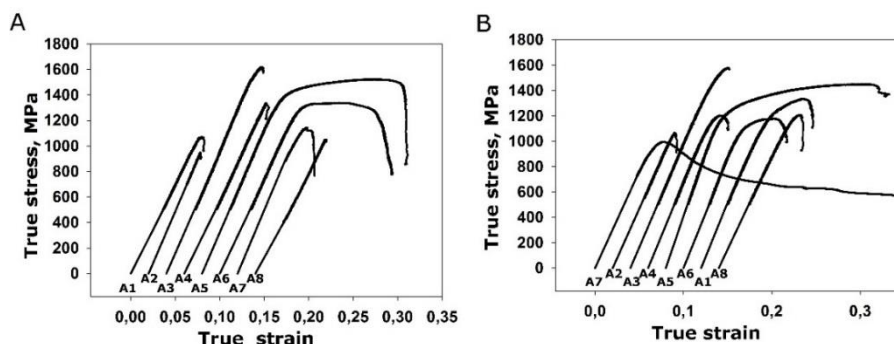 A
True stress, MPa
1800
1600
1400
1200
1000
800
600
400
200
0
A1 A2 A3 A4 A5 A6 A7 A8
0,00 0,05 0,10 0,15 0,20 0,25 0,30 0,35
True strain
B
True stress, MPa
1800
1600
1400
1200
1000
800
600
400
200
0
A7 A2 A3 A4 A5 A6 A1 A8
0,0 0,1 0,2 0,3
True strain